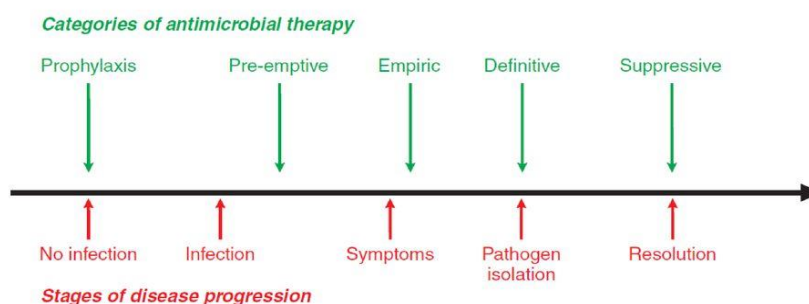 Categories of antimicrobial therapy
Prophylaxis Pre-emptive Empiric Definitive Suppressive
No infection Infection Symptoms Pathogen isolation Resolution
Stages of disease progression